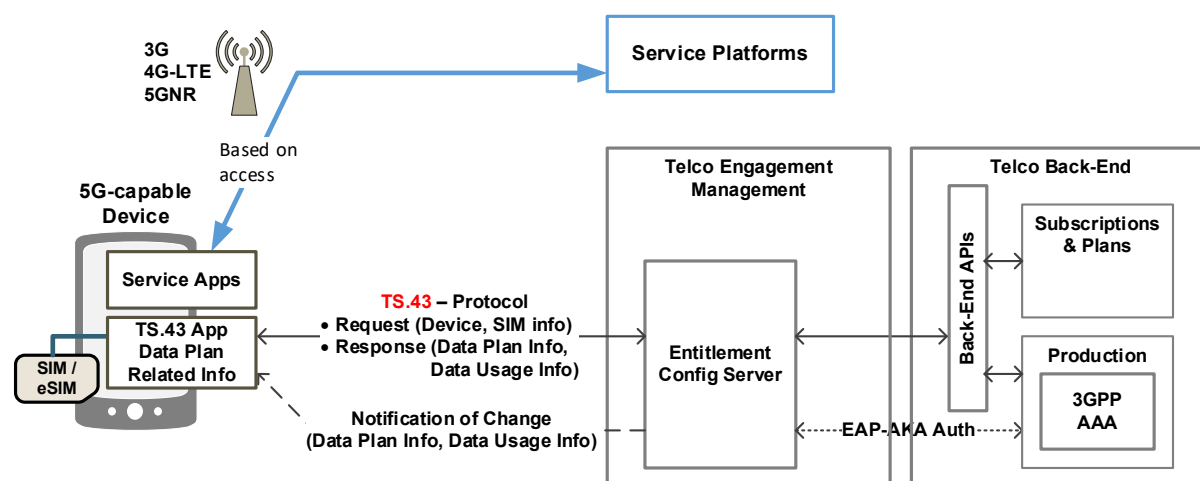 3G
4G-LTE
5GNR
Service Platforms
Based on
access
5G-capable
Device
Service Apps
TS.43 App
Data Plan
Related Info
SIM /
eSIM
TS.43 – Protocol
• Request (Device, SIM info)
• Response (Data Plan Info,
Data Usage Info)
Notification of Change
(Data Plan Info, Data Usage Info)
Telco Engagement
Management
Entitlement
Config Server
EAP-AKA Auth
Telco Back-End
Back-End APIs
Subscriptions
& Plans
Production
3GPP
AAA